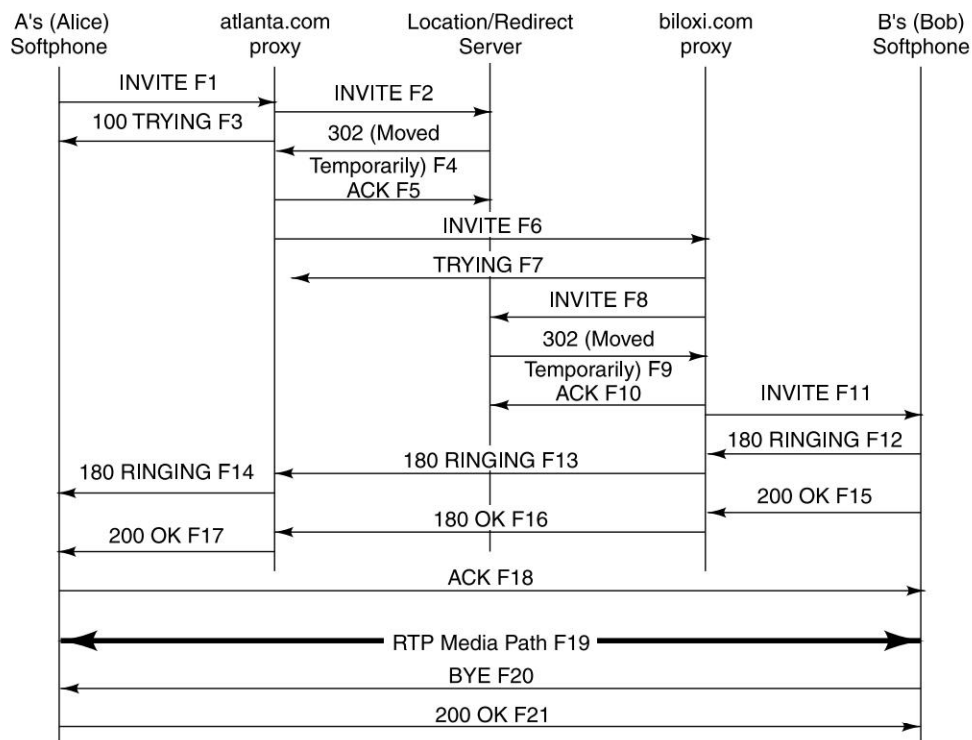 A's (Alice)
Softphone
atlanta.com
proxy
Location/Redirect
Server
biloxi.com
proxy
B's (Bob)
Softphone
INVITE F1
INVITE F2
100 TRYING F3
302 (Moved
Temporarily) F4
ACK F5
INVITE F6
TRYING F7
INVITE F8
302 (Moved
Temporarily) F9
ACK F10
INVITE F11
180 RINGING F12
180 RINGING F13
180 RINGING F14
200 OK F15
180 OK F16
200 OK F17
ACK F18
RTP Media Path F19
BYE F20
200 OK F21